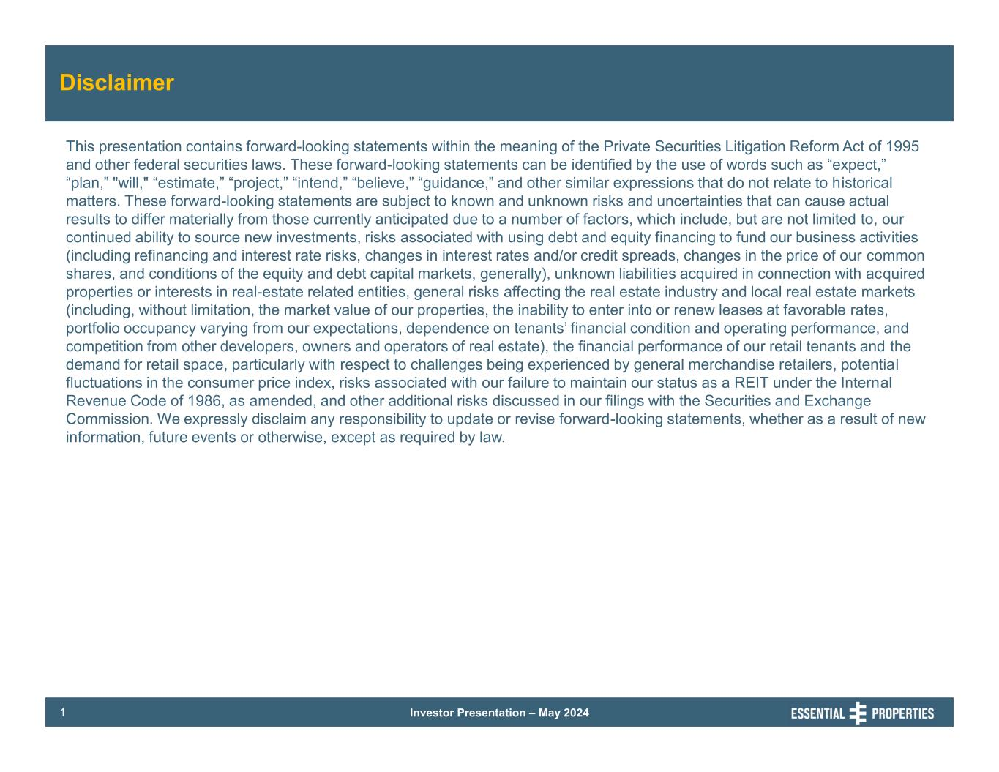 Disclaimer
This presentation contains forward-looking statements within the meaning of the Private Securities Litigation Reform Act of 1995
and other federal securities laws. These forward-looking statements can be identified by the use of words such as “expect,”
“plan,” "will," “estimate,” “project,” “intend,” “believe,” “guidance,” and other similar expressions that do not relate to historical
matters. These forward-looking statements are subject to known and unknown risks and uncertainties that can cause actual
results to differ materially from those currently anticipated due to a number of factors, which include, but are not limited to, our
continued ability to source new investments, risks associated with using debt and equity financing to fund our business activities
(including refinancing and interest rate risks, changes in interest rates and/or credit spreads, changes in the price of our common
shares, and conditions of the equity and debt capital markets, generally), unknown liabilities acquired in connection with acquired
properties or interests in real-estate related entities, general risks affecting the real estate industry and local real estate markets
(including, without limitation, the market value of our properties, the inability to enter into or renew leases at favorable rates,
portfolio occupancy varying from our expectations, dependence on tenants’ financial condition and operating performance, and
competition from other developers, owners and operators of real estate), the financial performance of our retail tenants and the
demand for retail space, particularly with respect to challenges being experienced by general merchandise retailers, potential
fluctuations in the consumer price index, risks associated with our failure to maintain our status as a REIT under the Internal
Revenue Code of 1986, as amended, and other additional risks discussed in our filings with the Securities and Exchange
Commission. We expressly disclaim any responsibility to update or revise forward-looking statements, whether as a result of new
information, future events or otherwise, except as required by law.
1
Investor Presentation – May 2024
ESSENTIAL PROPERTIES